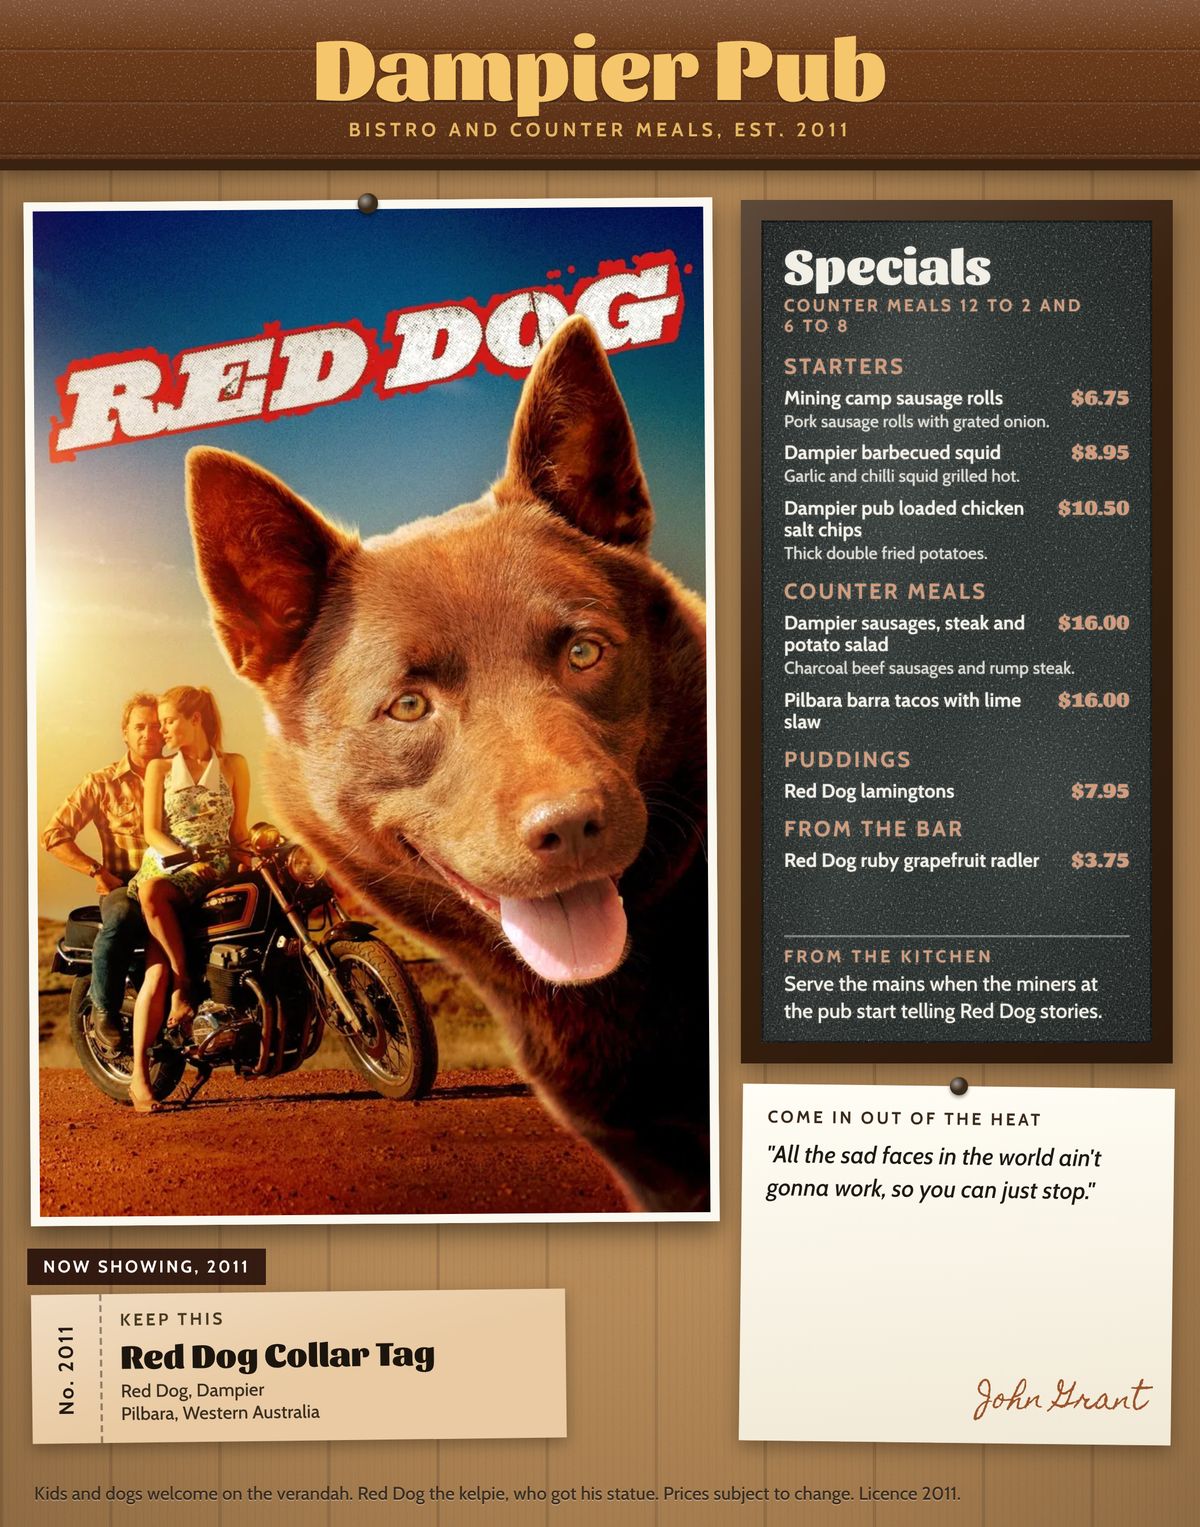 Dampier Pub
BISTRO AND COUNTER MEALS, EST. 2011
RED DOG
Specials
COUNTER MEALS 12 TO 2 AND
6 TO 8
STARTERS
Mining camp sausage rolls $6.75
Pork sausage rolls with grated onion.
Dampier barbecued squid $8.95
Garlic and chilli squid grilled hot.
Dampier pub loaded chicken $10.50
salt chips
Thick double fried potatoes.
COUNTER MEALS
Dampier sausages, steak and $16.00
potato salad
Charcoal beef sausages and rump steak.
Pilbara barra tacos with lime $16.00
slaw
PUDDINGS
Red Dog lamingtons $7.95
FROM THE BAR
Red Dog ruby grapefruit radler $3.75
FROM THE KITCHEN
Serve the mains when the miners at
the pub start telling Red Dog stories.
COME IN OUT OF THE HEAT
"All the sad faces in the world ain't
gonna work, so you can just stop."
John Grant
NOW SHOWING, 2011
No. 2011
KEEP THIS
Red Dog Collar Tag
Red Dog, Dampier
Pilbara, Western Australia
Kids and dogs welcome on the verandah. Red Dog the kelpie, who got his statue. Prices subject to change. Licence 2011.